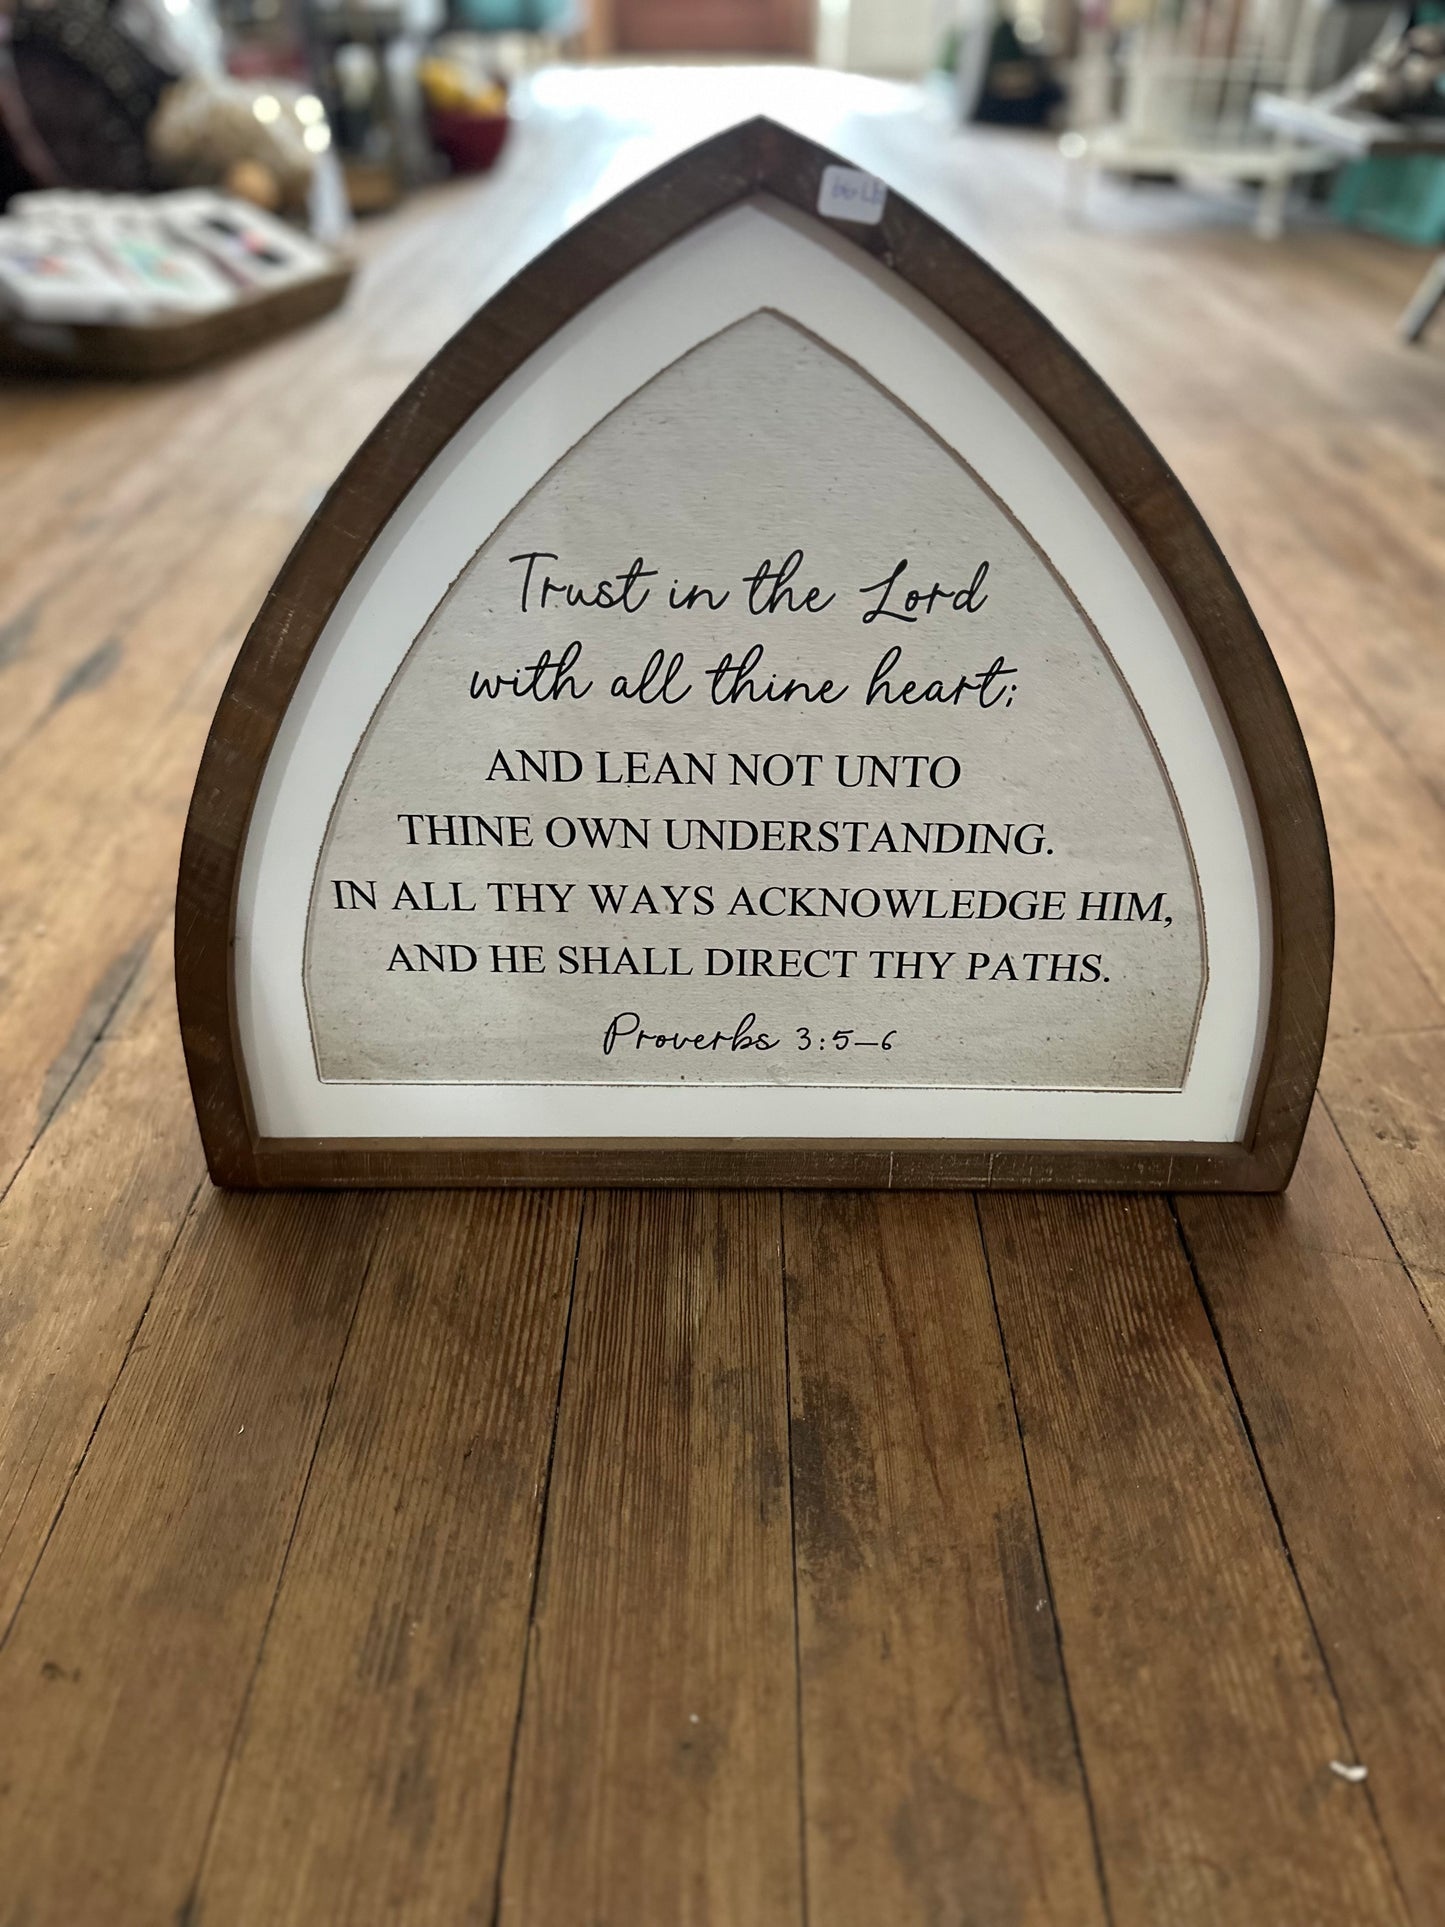 Trust in the Lord
with all thine heart;
AND LEAN NOT UNTO
THINE OWN UNDERSTANDING.
IN ALL THY WAYS ACKNOWLEDGE HIM,
AND HE SHALL DIRECT THY PATHS.
Proverbs 3:5–6